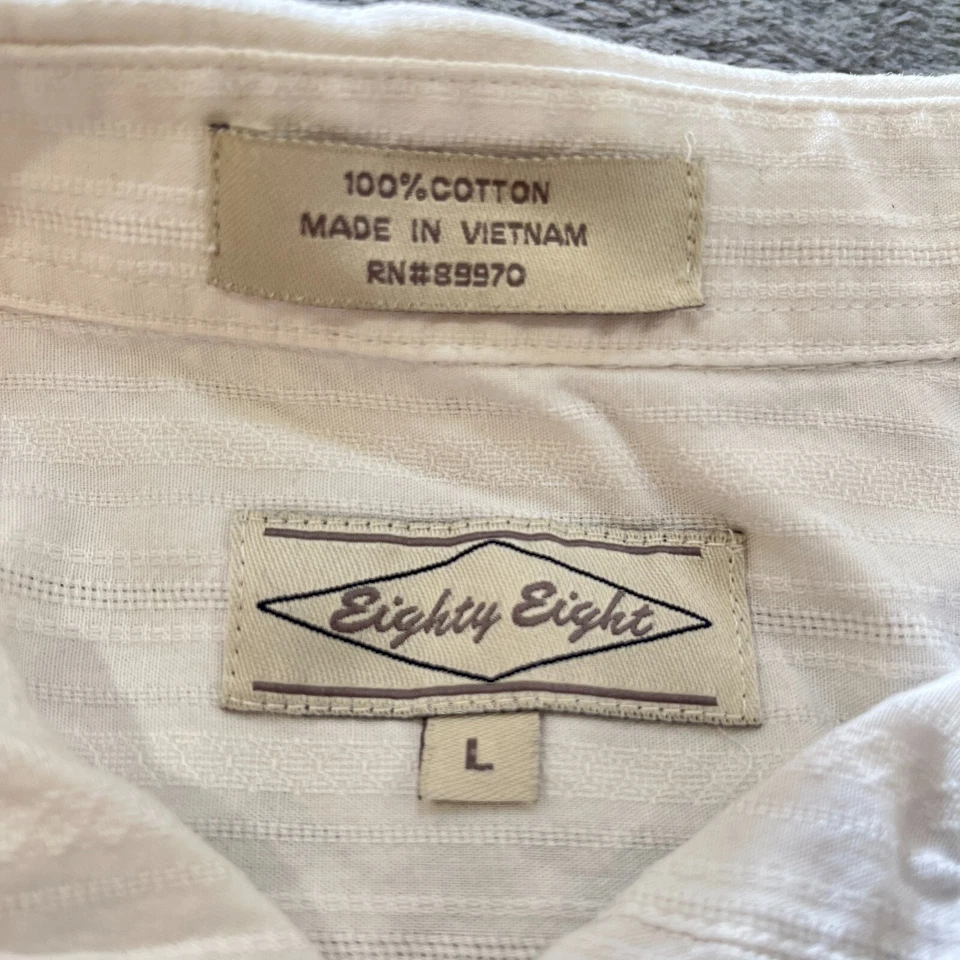 100%COTTON
MADE IN VIETNAM
RN#89970
Eighty Eight
L